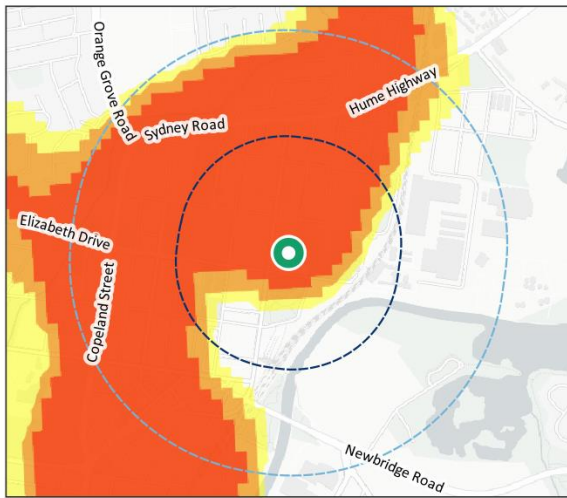 Orange Grove Road
Hume Highway
Sydney Road
Elizabeth Drive
Copeland Street
Newbridge Road